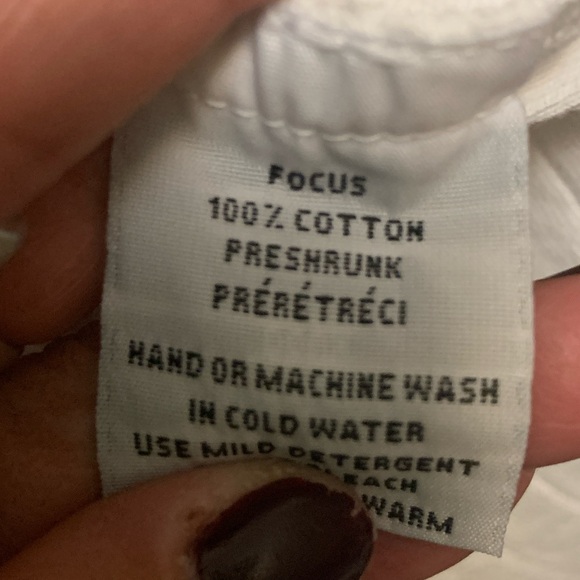 FOCUS
100% COTTON
PRESHRUNK
PRÉRÉTRÉCI
HAND OR MACHINE WASH
IN COLD WATER
USE MILD DETERGENT
WARM